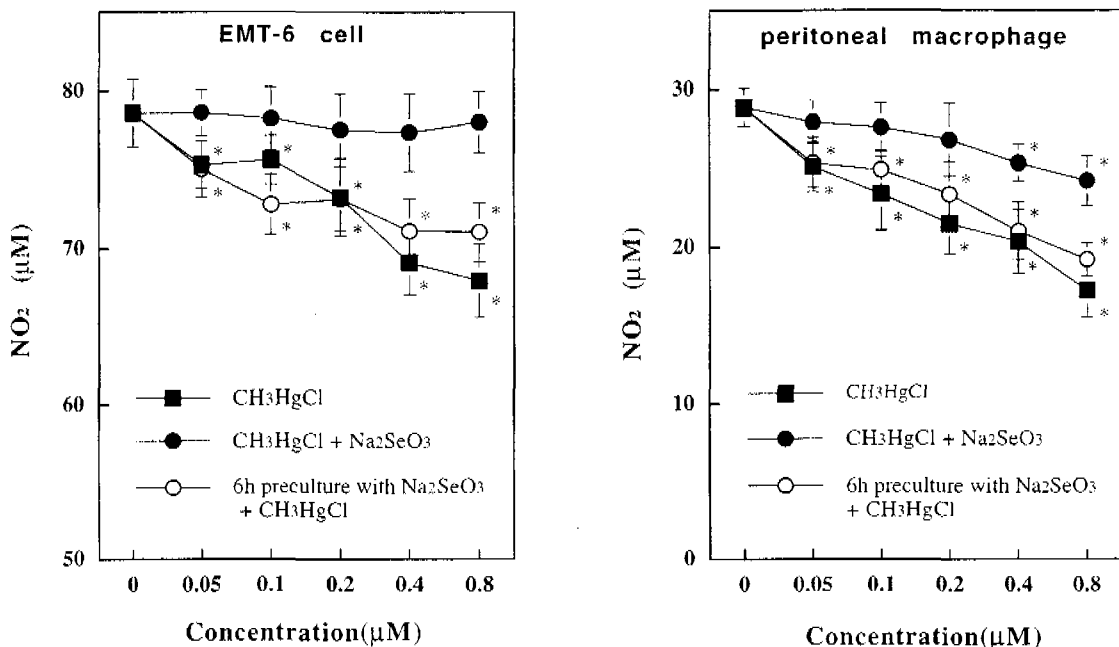 EMT-6 cell
80
70
60
50
NO2 (μM)
CH3HgCl
CH3HgCl + Na2SeO3
6h preculture with Na2SeO3
+ CH3HgCl
0 0.05 0.1 0.2 0.4 0.8
Concentration(μM)
peritoneal macrophage
30
20
10
0
NO2 (μM)
CH3HgCl
CH3HgCl + Na2SeO3
6h preculture with Na2SeO3
+ CH3HgCl
0 0.05 0.1 0.2 0.4 0.8
Concentration(μM)